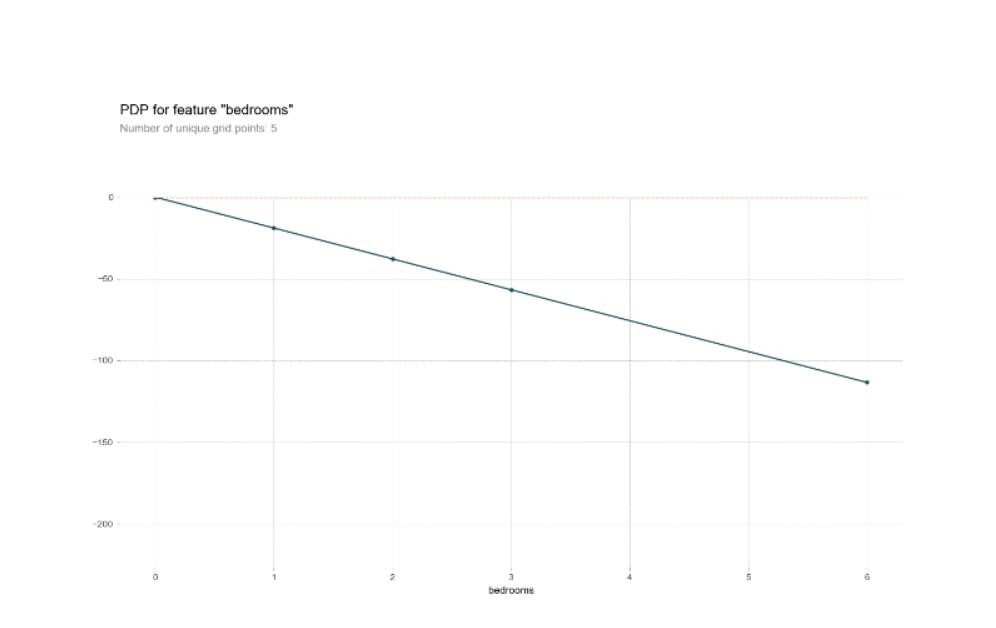 PDP for feature "bedrooms"
Number of unique grid points: 5
0
−50
−100
−150
−200
0 1 2 3 4 5 6
bedrooms